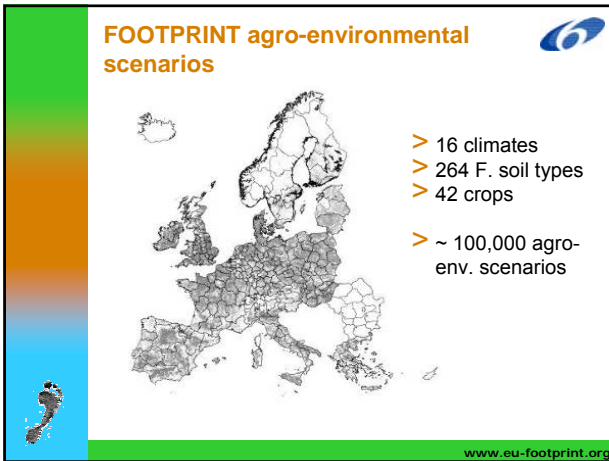 FOOTPRINT agro-environmental
scenarios
6
> 16 climates
> 264 F. soil types
> 42 crops
> ~ 100,000 agro-
env. scenarios
www.eu-footprint.org